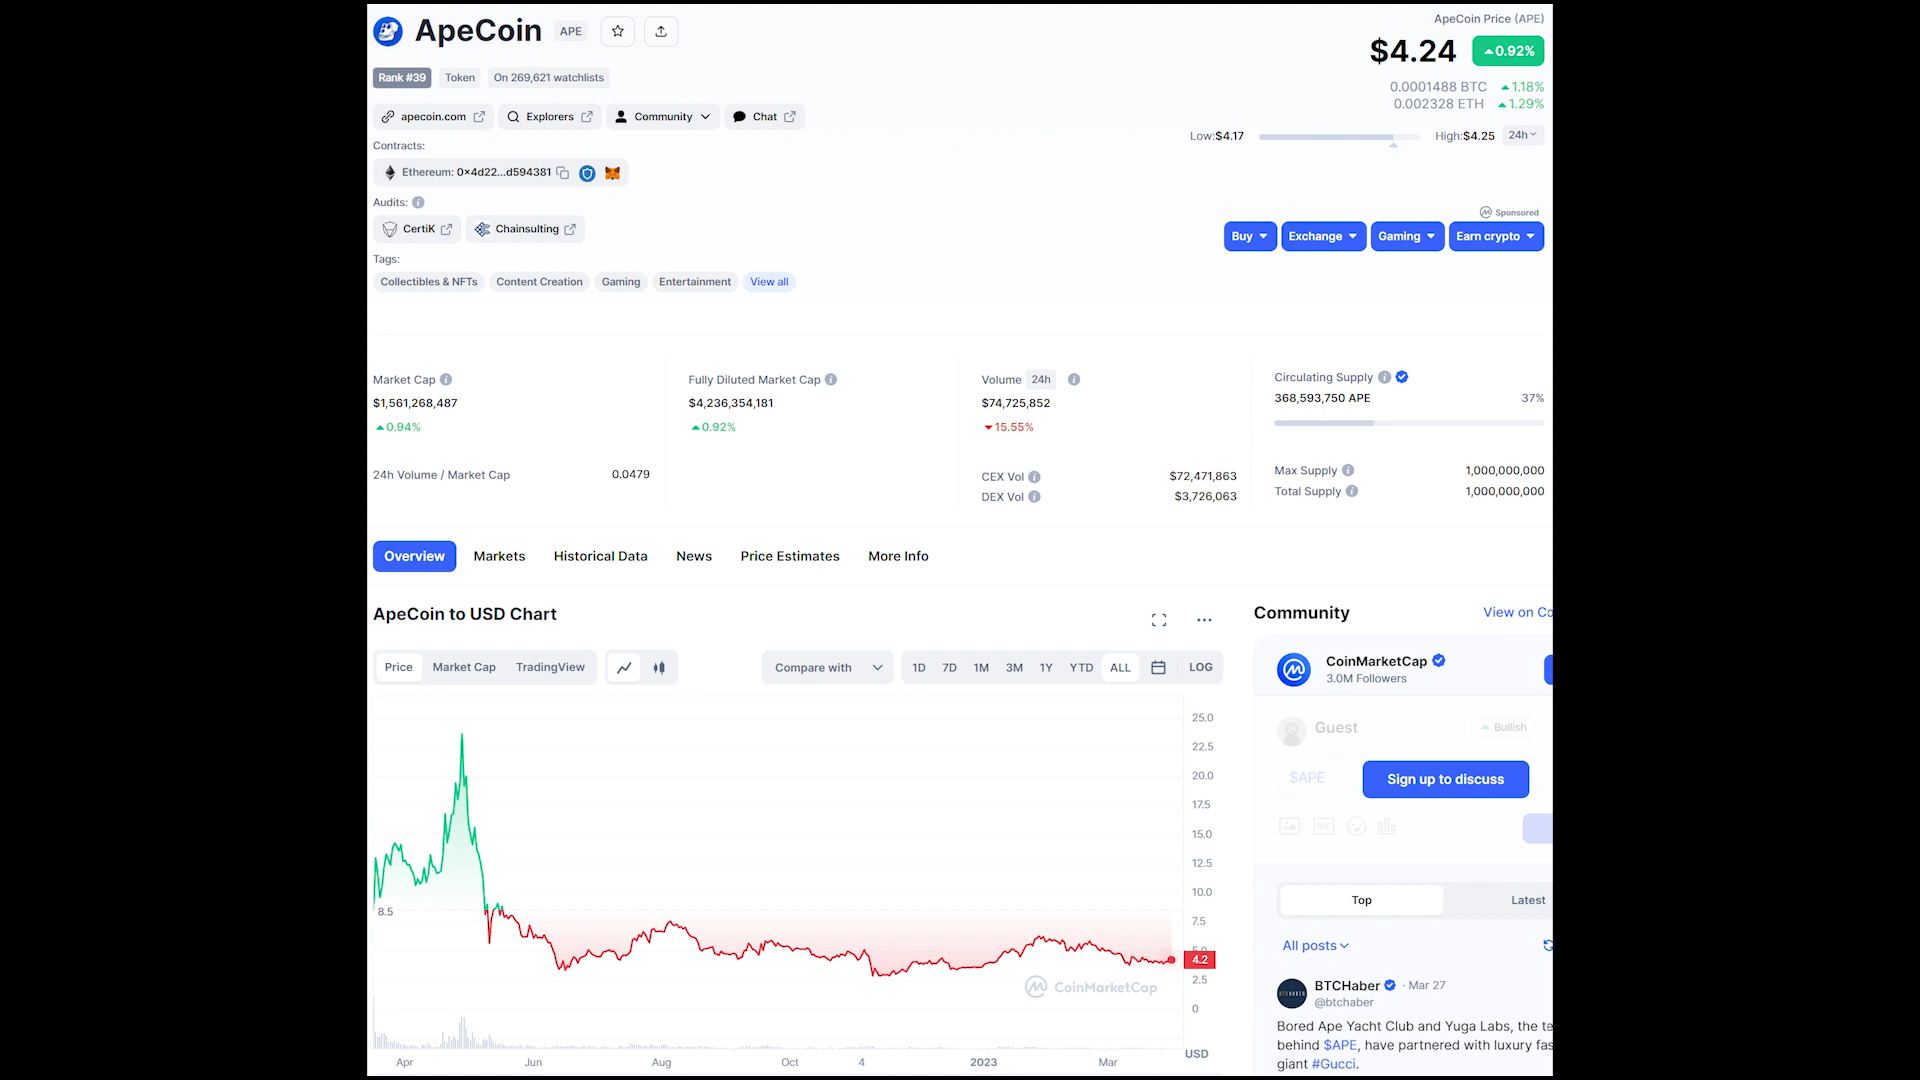 ApeCoin APE
ApeCoin Price (APE)
$4.24 0.92%
Rank #39 Token On 269,621 watchlists
0.0001488 BTC 1.18%
0.002328 ETH 1.29%
apecoin.com Explorers Community Chat
Low:$4.17 High:$4.25 24h
Contracts:
Ethereum: 0x4d22...d594381
Audits:
Sponsored
CertiK Chainsulting
Buy Exchange Gaming Earn crypto
Tags:
Collectibles & NFTs Content Creation Gaming Entertainment View all
Market Cap Fully Diluted Market Cap Volume 24h Circulating Supply
$1,561,268,487 $4,236,354,181 $74,725,852 368,593,750 APE 37%
0.94% 0.92% 15.55%
24h Volume / Market Cap 0.0479
CEX Vol $72,471,863
DEX Vol $3,726,063
Max Supply 1,000,000,000
Total Supply 1,000,000,000
Overview Markets Historical Data News Price Estimates More Info
ApeCoin to USD Chart
Price Market Cap TradingView Compare with 1D 7D 1M 3M 1Y YTD ALL LOG
25.0
22.5
20.0
17.5
15.0
12.5
10.0
8.5
7.5
5.0
4.2
2.5
0
CoinMarketCap
USD
Apr Jun Aug Oct 4 2023 Mar
Community View on Co
CoinMarketCap
3.0M Followers
Guest Bullish
$APE Sign up to discuss
GIF
Top Latest
All posts
BTCHABER
BTCHaber · Mar 27
@btchaber
Bored Ape Yacht Club and Yuga Labs, the te
behind $APE, have partnered with luxury fas
giant #Gucci.